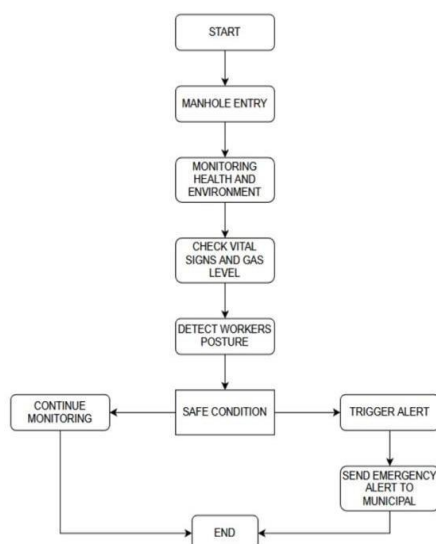 START
MANHOLE ENTRY
MONITORING
HEALTH AND
ENVIRONMENT
CHECK VITAL
SIGNS AND GAS
LEVEL
DETECT WORKERS
POSTURE
CONTINUE
MONITORING
SAFE CONDITION
TRIGGER ALERT
SEND EMERGENCY
ALERT TO
MUNICIPAL
END